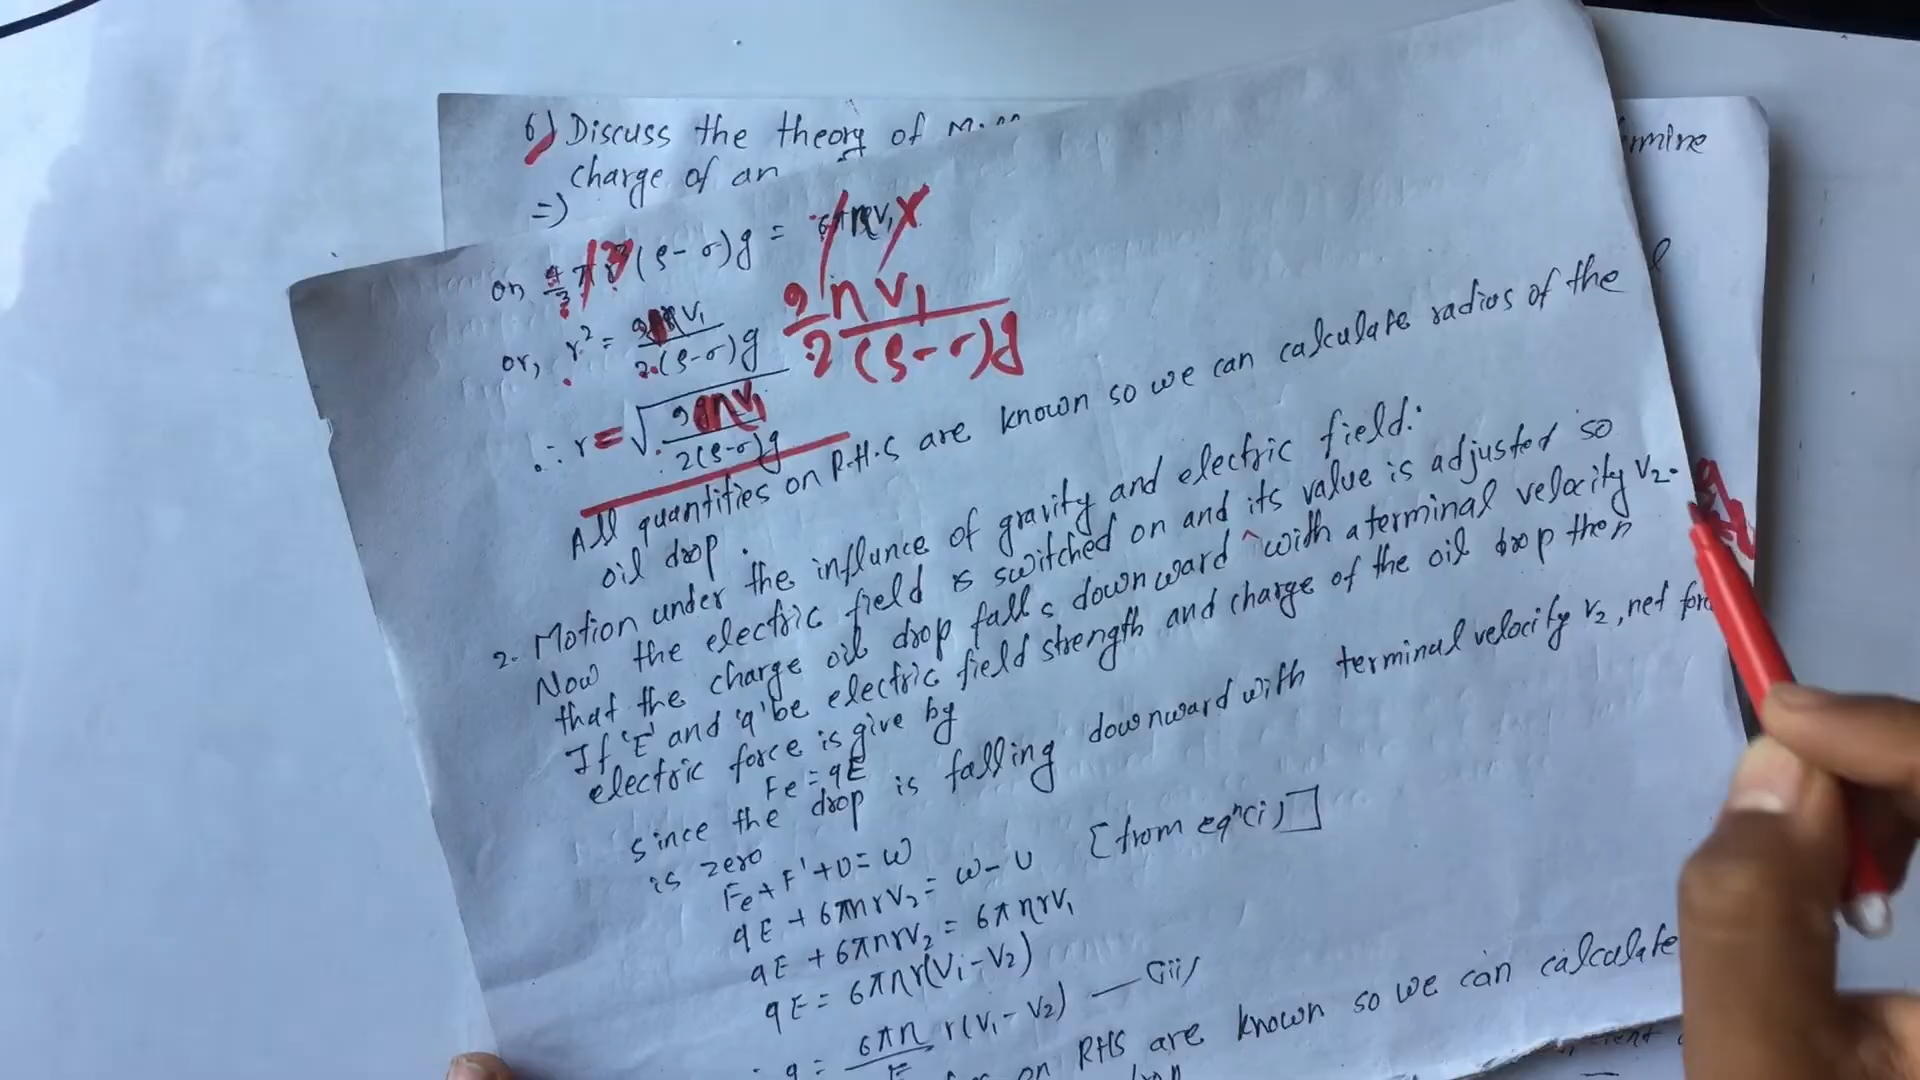 6) Discuss the theory of
rmine
charge of an
=)
or, 4/3 π r³ (ρ-σ)g = 6πηrv₁
or, r² = 9ηv₁ / 2(ρ-σ)g
9ηv₁ / 2(ρ-σ)g
∴ r = √(9ηv₁ / 2(ρ-σ)g)
All quantities on R.H.S are known so we can calculate radius of the
oil drop.
2. Motion under the influnce of gravity and electric field:
Now the electric field is switched on and its value is adjusted so
that the charge oil drop falls downward ^ with a terminal velocity v₂.
If 'E' and 'q' be electric field strength and charge of the oil drop then
electric force is give by
Fe = qE
since the drop is falling downward with terminal velocity v₂, net for
is zero
Fe + F' + U = W
qE + 6πηrv₂ = W - U [from eqⁿ(i)]
qE + 6πηrv₂ = 6πηrv₁
qE = 6πηr(v₁-v₂)
q = 6πη/E r(v₁-v₂) — (ii)
on RHS are known so we can calculate